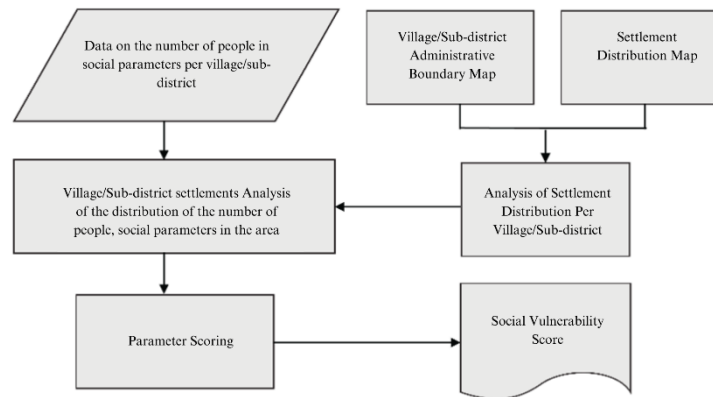 Data on the number of people in
social parameters per village/sub-
district
Village/Sub-district
Administrative
Boundary Map
Settlement
Distribution Map
Village/Sub-district settlements Analysis
of the distribution of the number of
people, social parameters in the area
Analysis of Settlement
Distribution Per
Village/Sub-district
Parameter Scoring
Social Vulnerability
Score